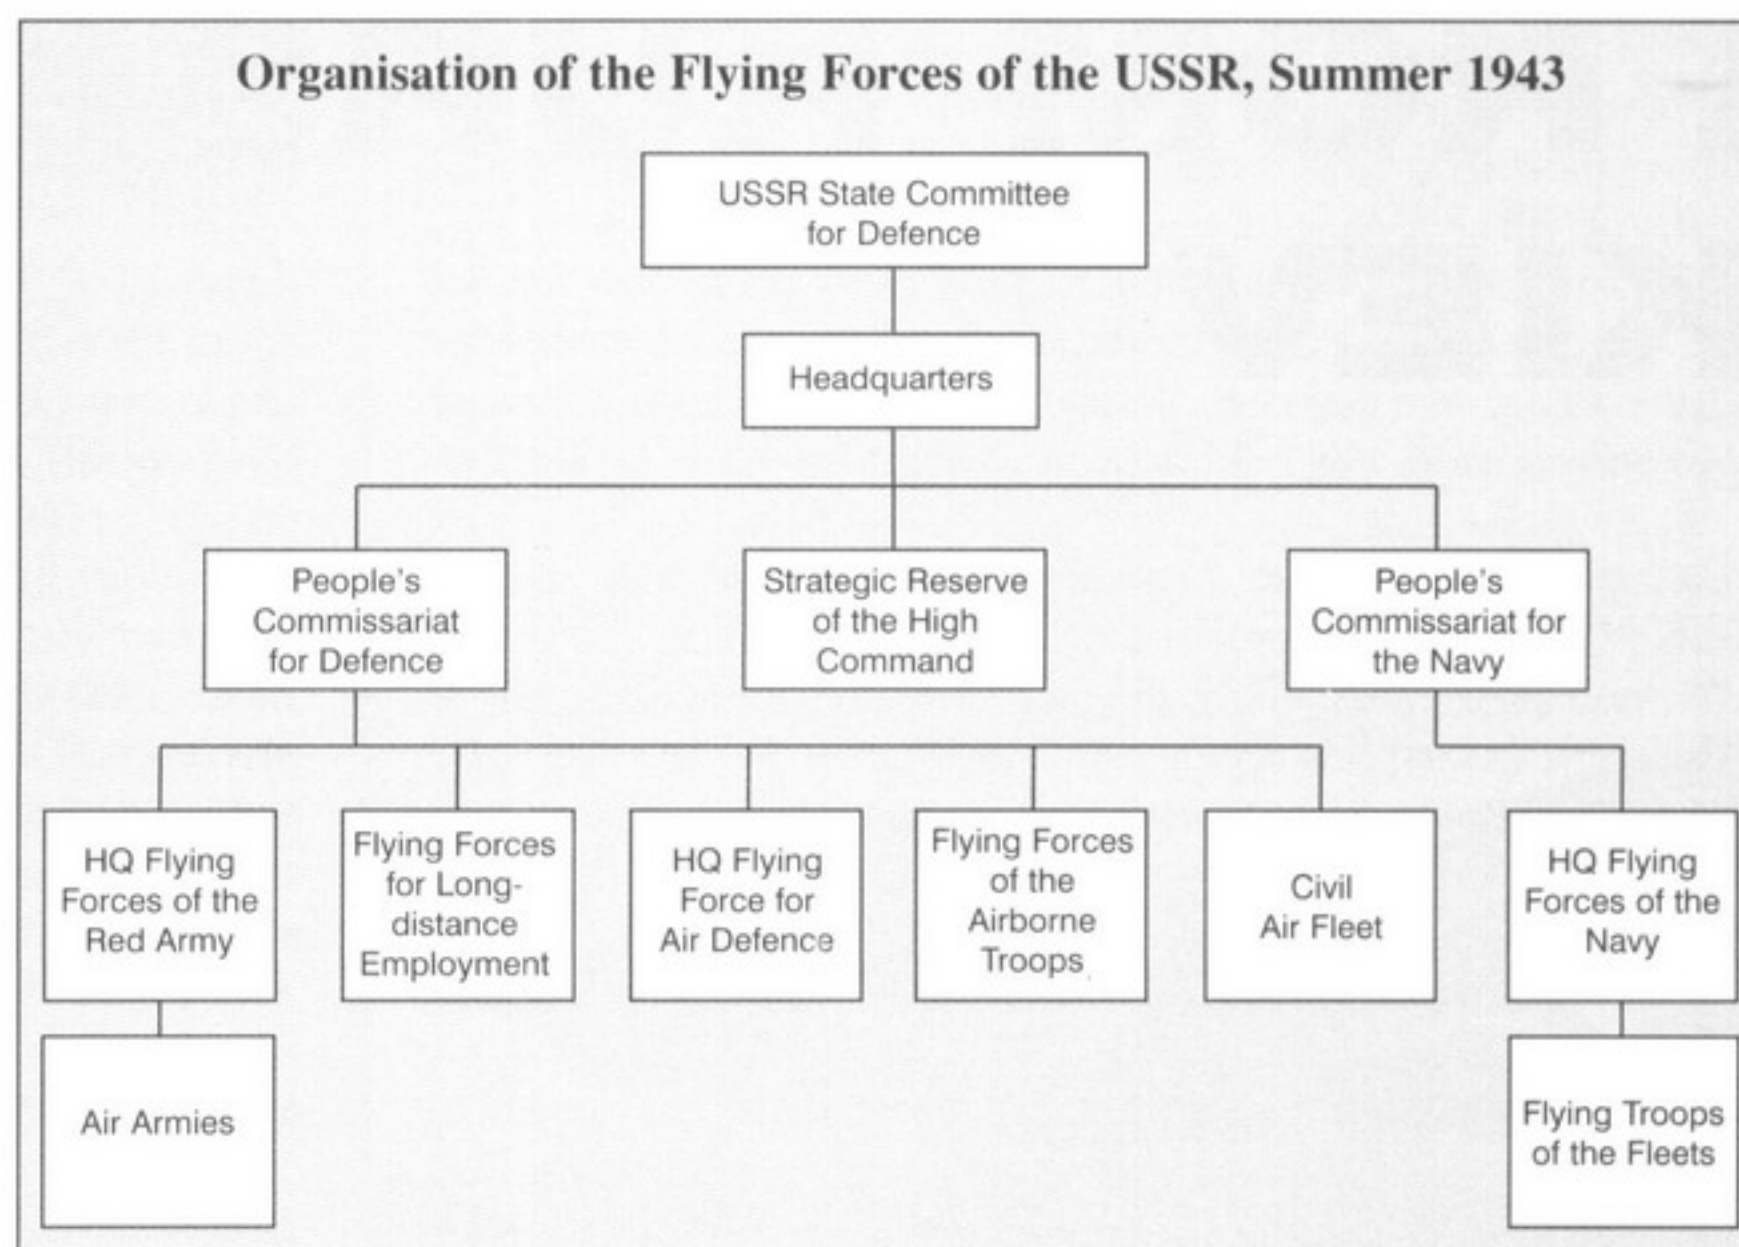 Organisation of the Flying Forces of the USSR, Summer 1943
USSR State Committee
for Defence
Headquarters
People's
Commissariat
for Defence
Strategic Reserve
of the High
Command
People's
Commissariat for
the Navy
HQ Flying
Forces of the
Red Army
Flying Forces
for Long-
distance
Employment
HQ Flying
Force for
Air Defence
Flying Forces
of the
Airborne
Troops
Civil
Air Fleet
HQ Flying
Forces of the
Navy
Air Armies
Flying Troops
of the Fleets